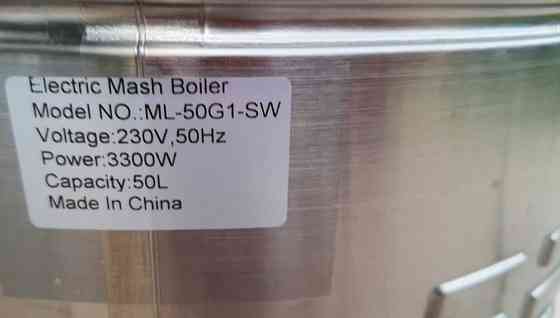 Electric Mash Boiler
Model NO.:ML-50G1-SW
Voltage:230V,50Hz
Power:3300W
Capacity:50L
Made In China